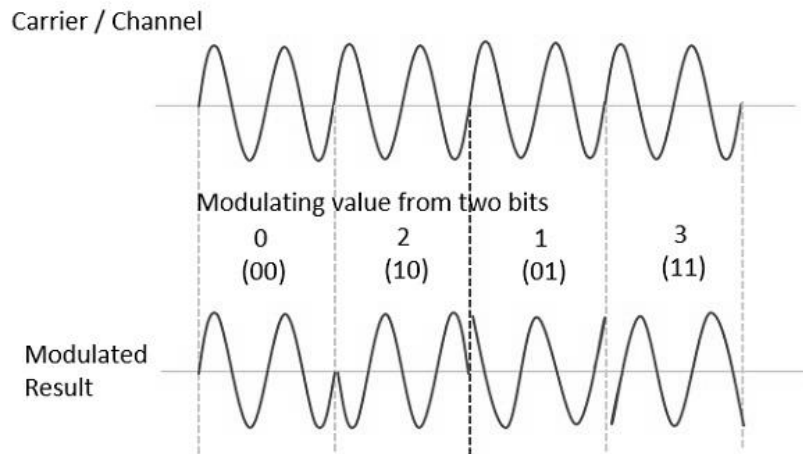 Carrier / Channel
Modulating value from two bits
0 2 1 3
(00) (10) (01) (11)
Modulated
Result